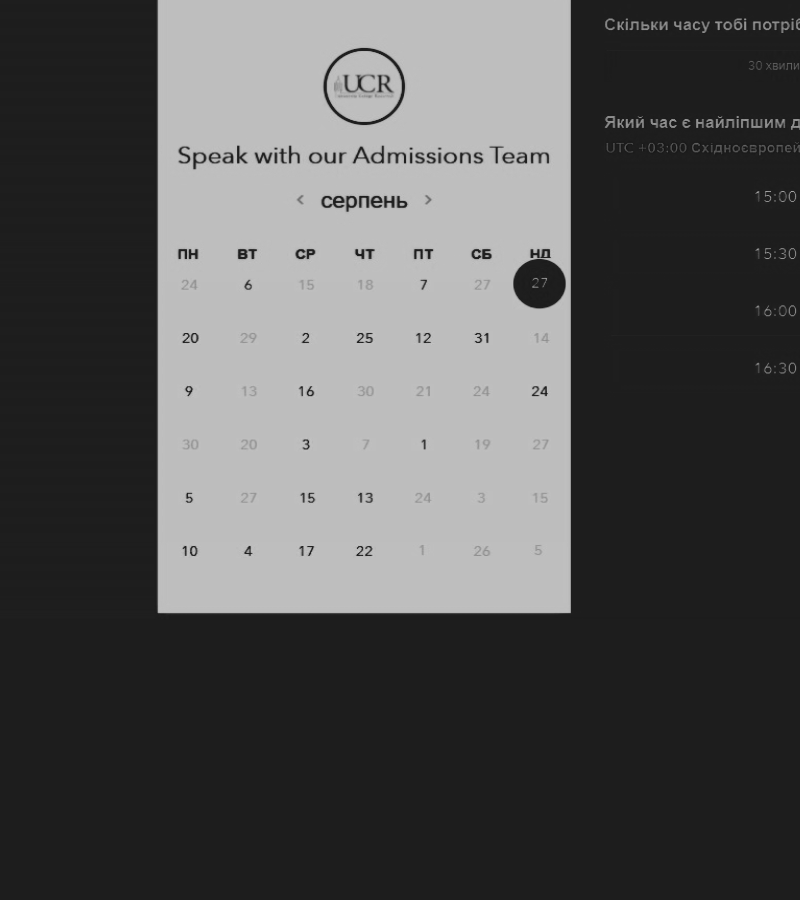 UCR
Speak with our Admissions Team
< серпень >
ПН ВТ СР ЧТ ПТ СБ НД
24 6 15 18 7 27 27
20 29 2 25 12 31 14
9 13 16 30 21 24 24
30 20 3 7 1 19 27
5 27 15 13 24 3 15
10 4 17 22 1 26 5
Скільки часу тобі потріб
30 хвили
Який час є найліпшим д
UTC +03:00 Східноєвропей
15:00
15:30
16:00
16:30